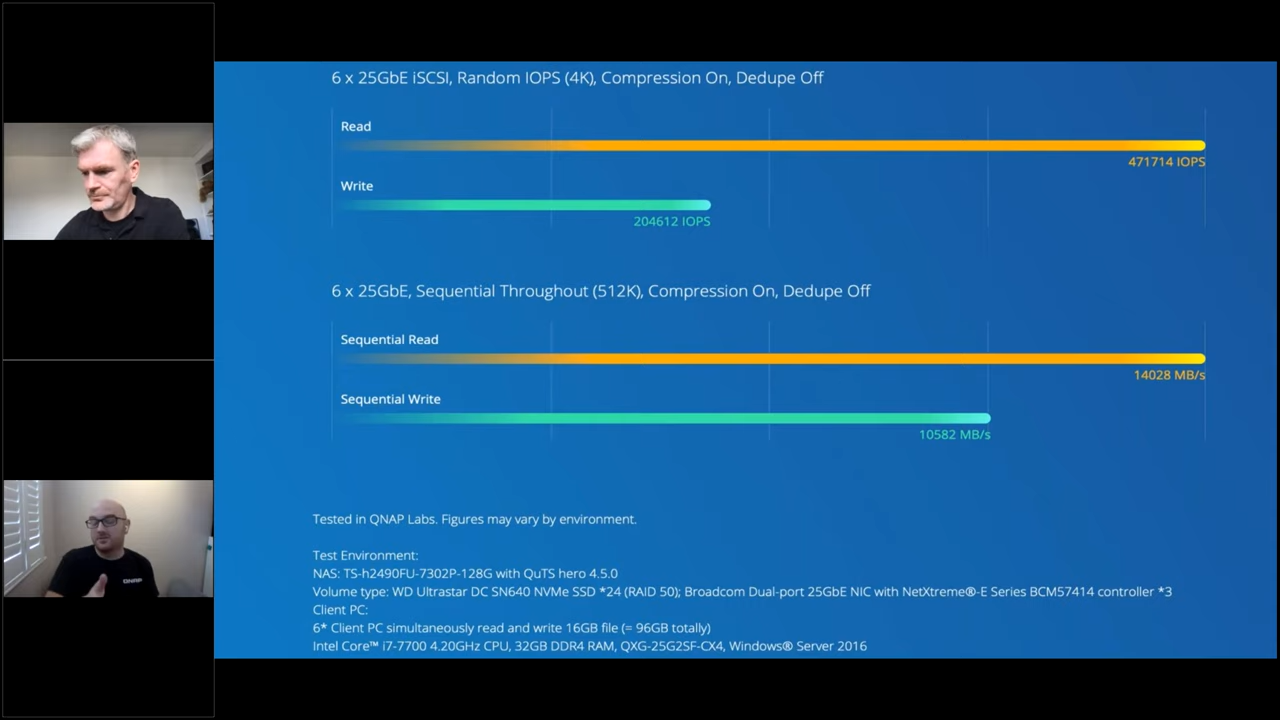 6 x 25GbE iSCSI, Random IOPS (4K), Compression On, Dedupe Off
Read
471714 IOPS
Write
204612 IOPS
6 x 25GbE, Sequential Throughout (512K), Compression On, Dedupe Off
Sequential Read
14028 MB/s
Sequential Write
10582 MB/s
Tested in QNAP Labs. Figures may vary by environment.
Test Environment:
NAS: TS-h2490FU-7302P-128G with QuTS hero 4.5.0
Volume type: WD Ultrastar DC SN640 NVMe SSD *24 (RAID 50); Broadcom Dual-port 25GbE NIC with NetXtreme®-E Series BCM57414 controller *3
Client PC:
6* Client PC simultaneously read and write 16GB file (= 96GB totally)
Intel Core™ i7-7700 4.20GHz CPU, 32GB DDR4 RAM, QXG-25G2SF-CX4, Windows® Server 2016
QNAP